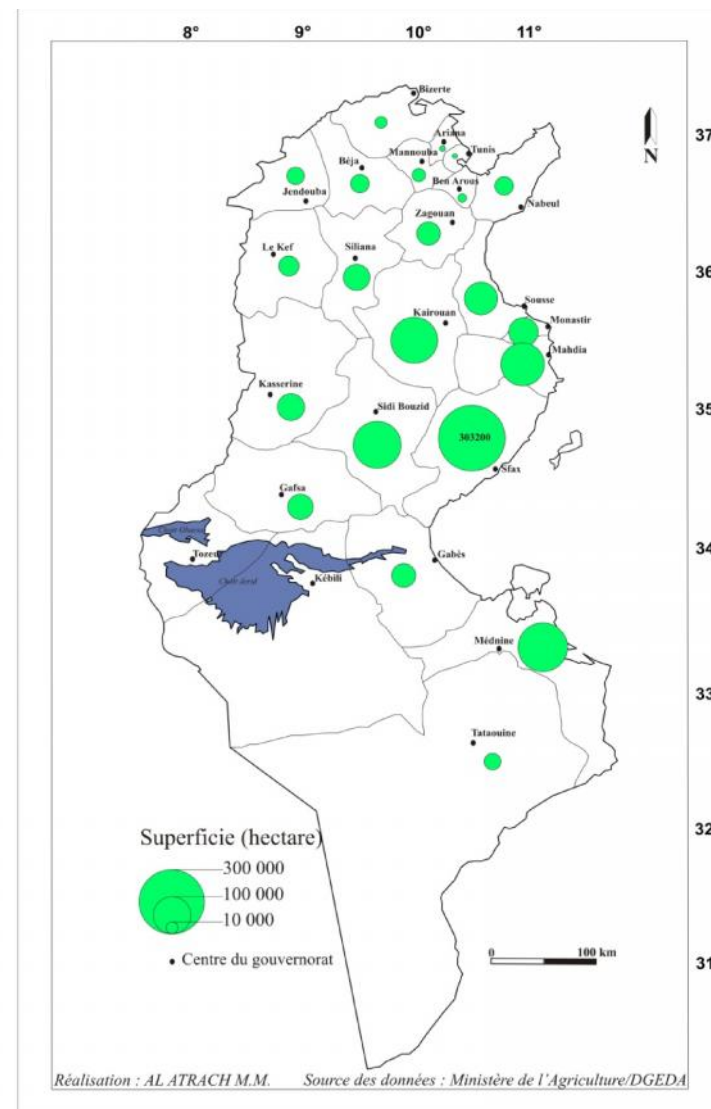 8° 9° 10° 11°
Bizerte
37
Ariana
Tunis
Mannouba
Béja
N
Ben Arous
Jendouba
Nabeul
Zagouan
Le Kef
Siliana
36
Sousse
Kairouan
Monastir
Mahdia
Kasserine
35
Sidi Bouzid
303200
Sfax
Gafsa
34
Tozeur
Gabès
Chott Jerid
Kébili
Médnine
33
Tataouine
32
Superficie (hectare)
300 000
100 000
10 000
Centre du gouvernorat
0 100 km
31
Réalisation : AL ATRACH M.M. Source des données : Ministère de l'Agriculture/DGEDA